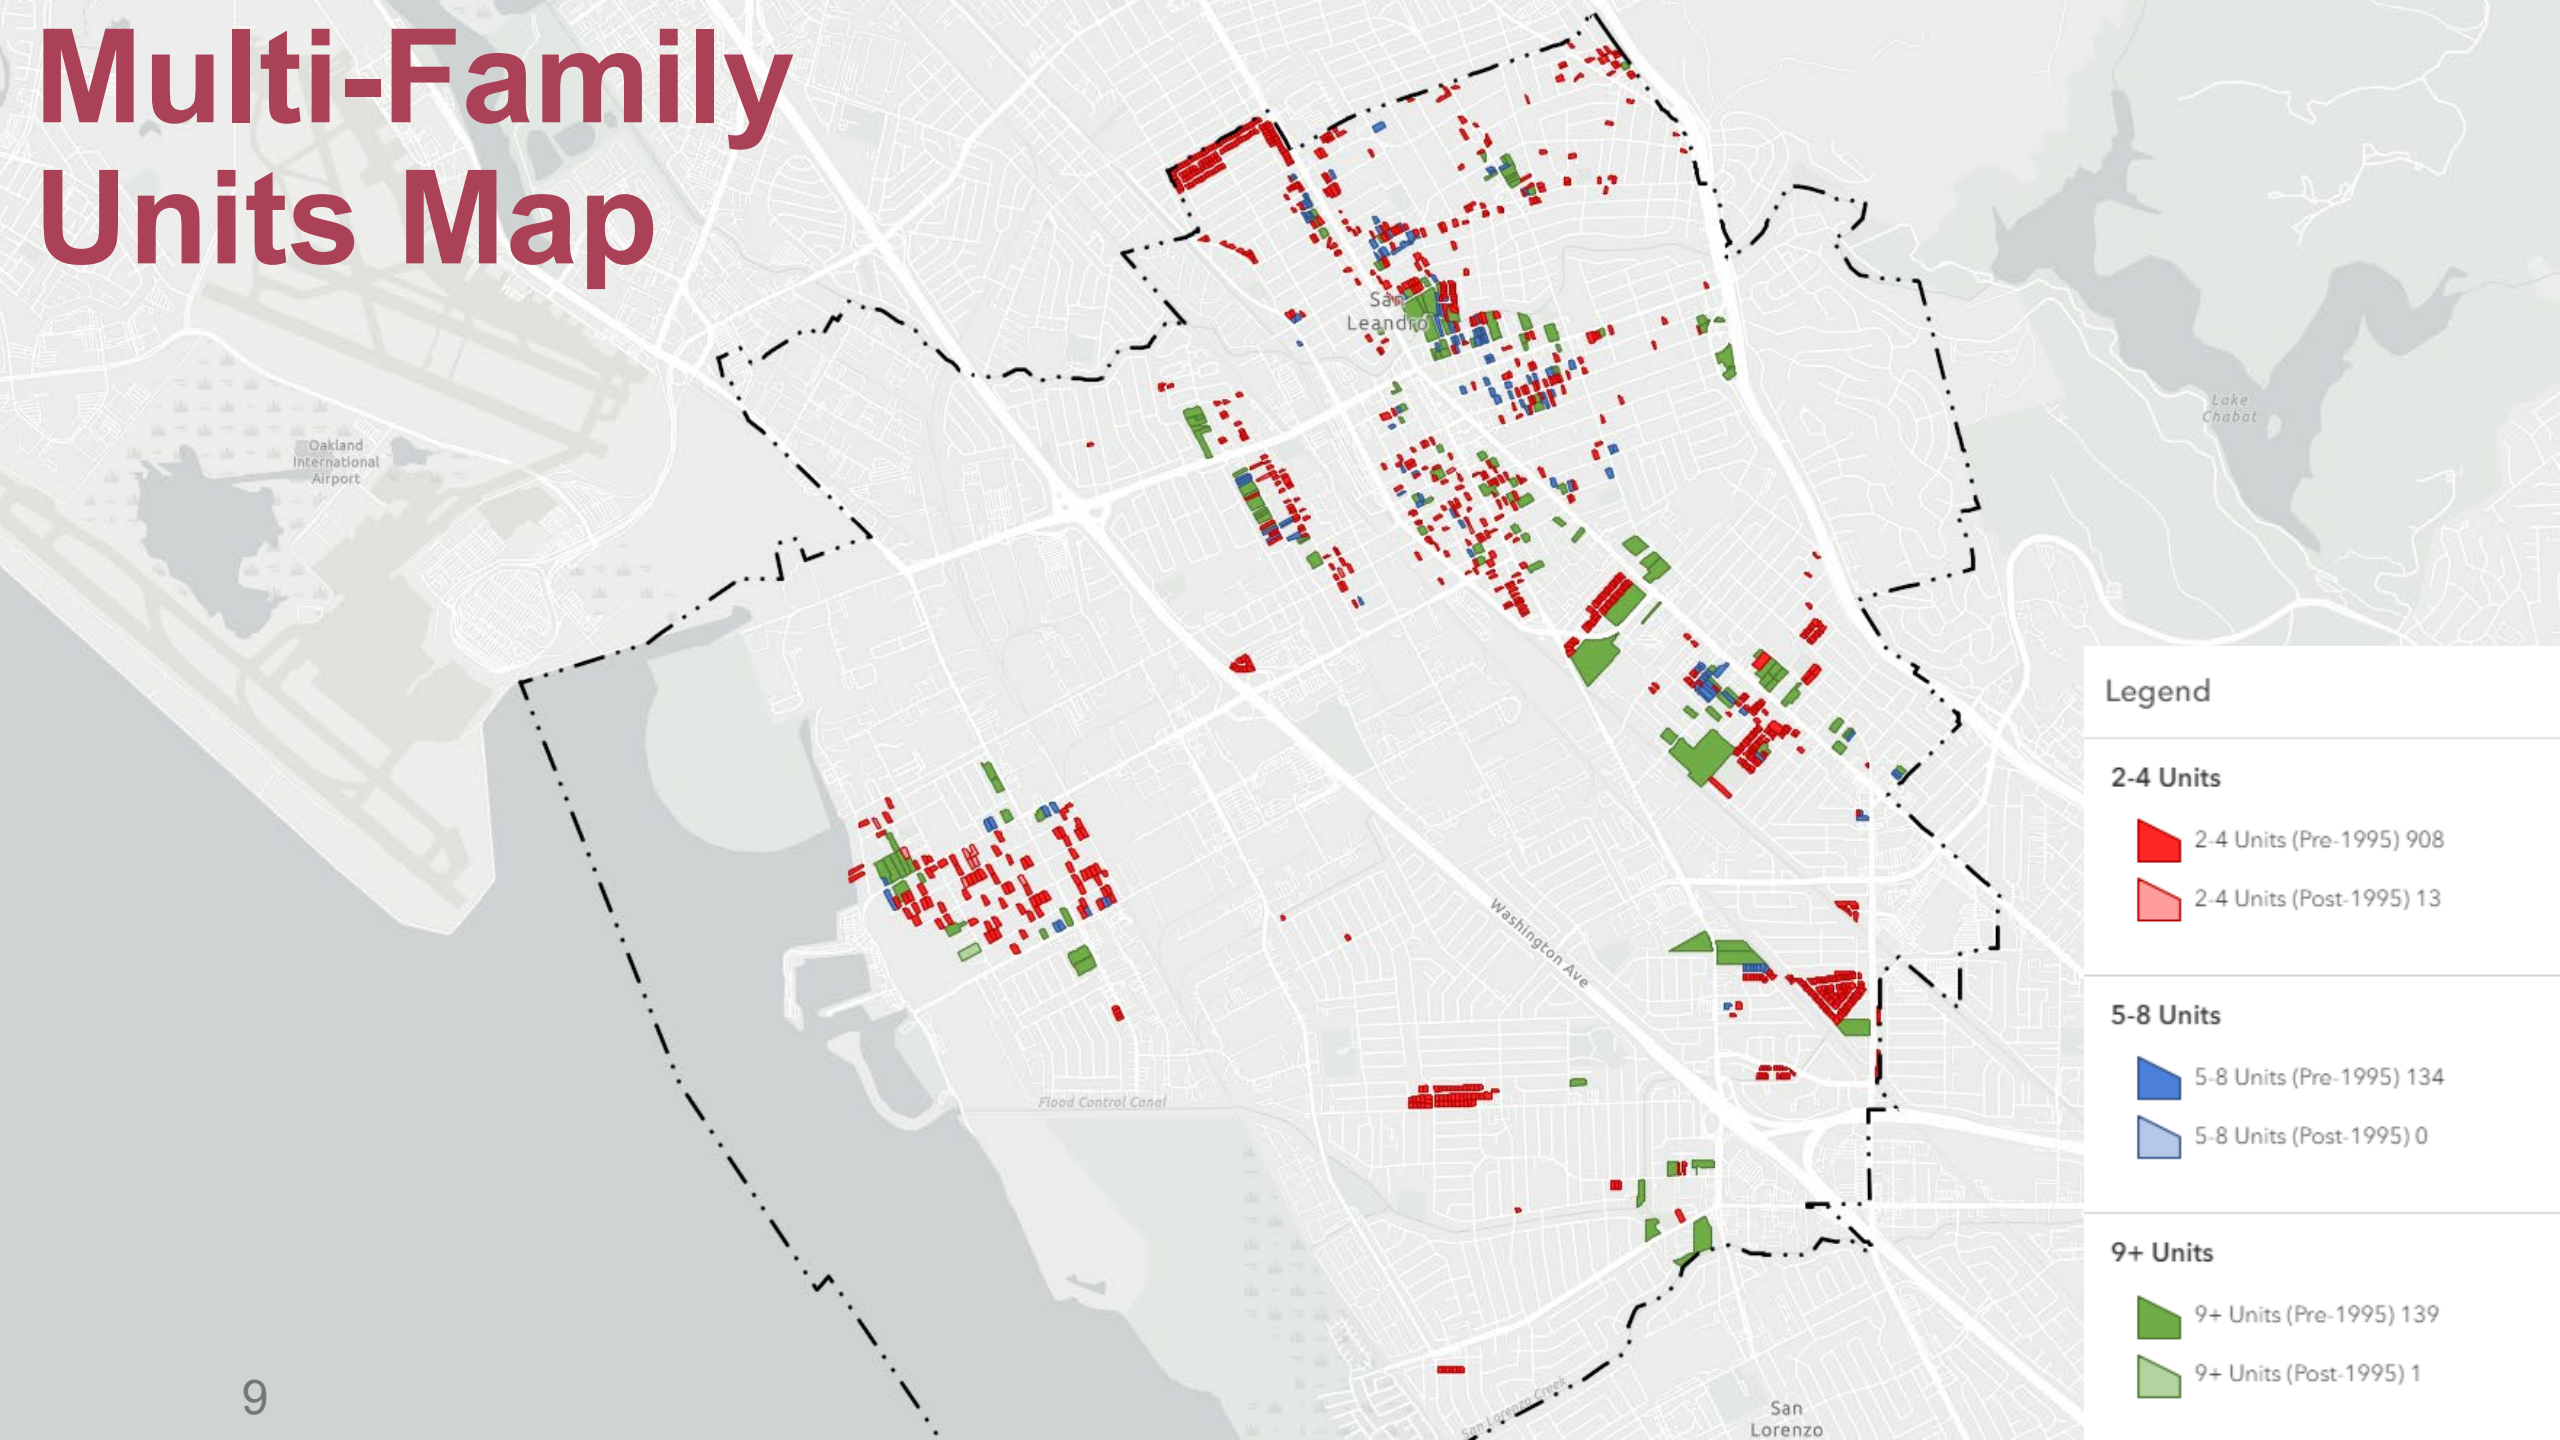 Multi-Family
Units Map
San
Leandro
Oakland
International
Airport
Lake
Chabot
Washington Ave
Flood Control Canal
San Lorenzo Creek
San
Lorenzo
Legend
2-4 Units
2-4 Units (Pre-1995) 908
2-4 Units (Post-1995) 13
5-8 Units
5-8 Units (Pre-1995) 134
5-8 Units (Post-1995) 0
9+ Units
9+ Units (Pre-1995) 139
9+ Units (Post-1995) 1
9